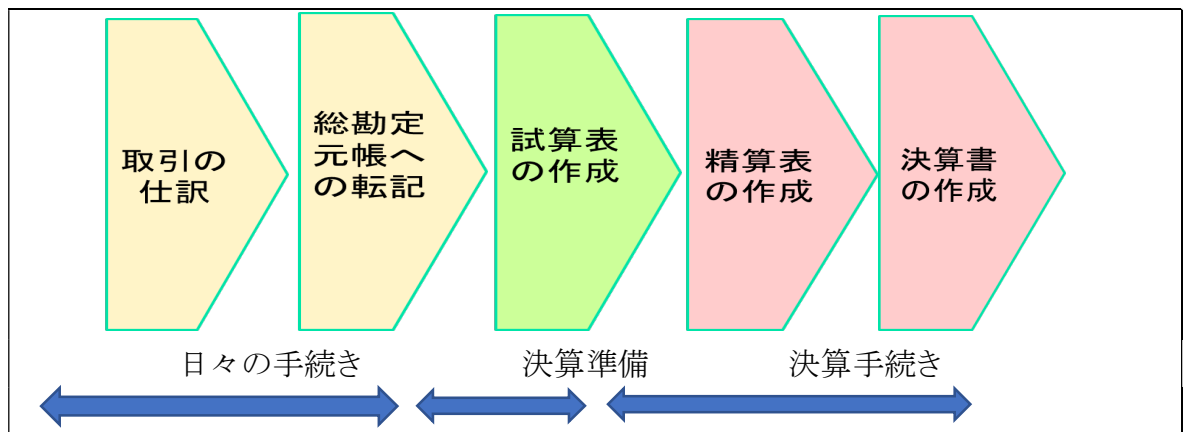 取引の
仕訳
総勘定
元帳へ
の転記
試算表
の作成
精算表
の作成
決算書
の作成
日々の手続き
決算準備
決算手続き